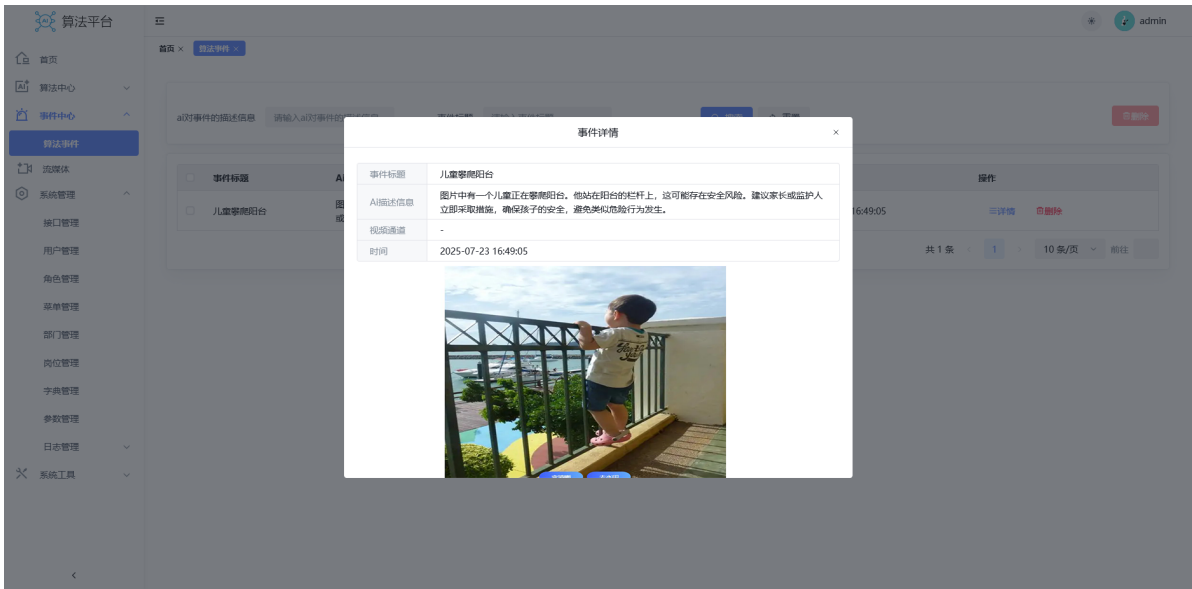 算法平台
admin
首页
算法中心
事件中心
算法事件
流媒体
系统管理
接口管理
用户管理
角色管理
菜单管理
部门管理
岗位管理
字典管理
参数管理
日志管理
系统工具
首页 ×
算法事件 ×
ai对事件的描述信息
删除
事件标题
操作
儿童攀爬阳台
16:49:05
详情
删除
共 1 条
1
10 条/页
前往
事件详情
×
事件标题 儿童攀爬阳台
AI描述信息 图片中有一个儿童正在攀爬阳台。他站在阳台的栏杆上，这可能存在安全风险。建议家长或监护人
立即采取措施，确保孩子的安全，避免类似危险行为发生。
视频通道 -
时间 2025-07-23 16:49:05